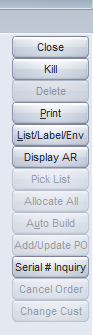 Close
Kill
Delete
Print
List/Label/Env
Display AR
Pick List
Allocate All
Auto Build
Add/Update PO
Serial # Inquiry
Cancel Order
Change Cust